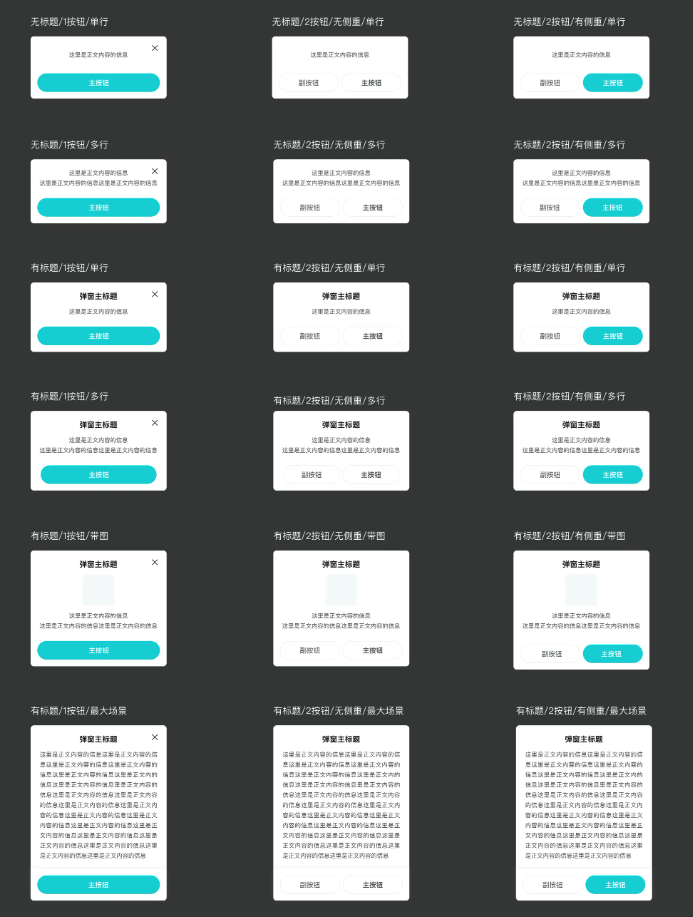 无标题/1按钮/单行
这里是正文内容的信息
主按钮
无标题/2按钮/无侧重/单行
这里是正文内容的信息
副按钮
主按钮
无标题/2按钮/有侧重/单行
这里是正文内容的信息
副按钮
主按钮
无标题/1按钮/多行
这里是正文内容的信息
这里是正文内容的信息这里是正文内容的信息
主按钮
无标题/2按钮/无侧重/多行
这里是正文内容的信息
这里是正文内容的信息这里是正文内容的信息
副按钮
主按钮
无标题/2按钮/有侧重/多行
这里是正文内容的信息
这里是正文内容的信息这里是正文内容的信息
副按钮
主按钮
有标题/1按钮/单行
弹窗主标题
这里是正文内容的信息
主按钮
有标题/2按钮/无侧重/单行
弹窗主标题
这里是正文内容的信息
副按钮
主按钮
有标题/2按钮/有侧重/单行
弹窗主标题
这里是正文内容的信息
副按钮
主按钮
有标题/1按钮/多行
弹窗主标题
这里是正文内容的信息
这里是正文内容的信息这里是正文内容的信息
主按钮
有标题/2按钮/无侧重/多行
弹窗主标题
这里是正文内容的信息
这里是正文内容的信息这里是正文内容的信息
副按钮
主按钮
有标题/2按钮/有侧重/多行
弹窗主标题
这里是正文内容的信息
这里是正文内容的信息这里是正文内容的信息
副按钮
主按钮
有标题/1按钮/带图
弹窗主标题
这里是正文内容的信息
这里是正文内容的信息这里是正文内容的信息
主按钮
有标题/2按钮/无侧重/带图
弹窗主标题
这里是正文内容的信息
这里是正文内容的信息这里是正文内容的信息
副按钮
主按钮
有标题/2按钮/有侧重/带图
弹窗主标题
这里是正文内容的信息
这里是正文内容的信息这里是正文内容的信息
副按钮
主按钮
有标题/1按钮/最大场景
弹窗主标题
这里是正文内容的信息这里是正文内容的信
息这里是正文内容的信息这里是正文内容的
信息这里是正文内容的信息这里是正文内的
信息这里是正文内容的信息这里是正文内容
的信息这里是正文内容的信息这里是正文内
容的信息这里是正文内容的信息这里是正文
内容的信息这里是正文内容的信息这里是正
文内容的信息这里是正文内容的信息这里是
正文内容的信息这里是正文内容的信息这里
是正文内容的信息这里是正文内容的信息
主按钮
有标题/2按钮/无侧重/最大场景
弹窗主标题
这里是正文内容的信息这里是正文内容的信
息这里是正文内容的信息这里是正文内容的
信息这里是正文内容的信息这里是正文内的
信息这里是正文内容的信息这里是正文内容
的信息这里是正文内容的信息这里是正文内
容的信息这里是正文内容的信息这里是正文
内容的信息这里是正文内容的信息这里是正
文内容的信息这里是正文内容的信息这里是
正文内容的信息这里是正文内容的信息这里
是正文内容的信息这里是正文内容的信息
副按钮
主按钮
有标题/2按钮/有侧重/最大场景
弹窗主标题
这里是正文内容的信息这里是正文内容的信
息这里是正文内容的信息这里是正文内容的
信息这里是正文内容的信息这里是正文内的
信息这里是正文内容的信息这里是正文内容
的信息这里是正文内容的信息这里是正文内
容的信息这里是正文内容的信息这里是正文
内容的信息这里是正文内容的信息这里是正
文内容的信息这里是正文内容的信息这里是
正文内容的信息这里是正文内容的信息这里
是正文内容的信息这里是正文内容的信息
副按钮
主按钮